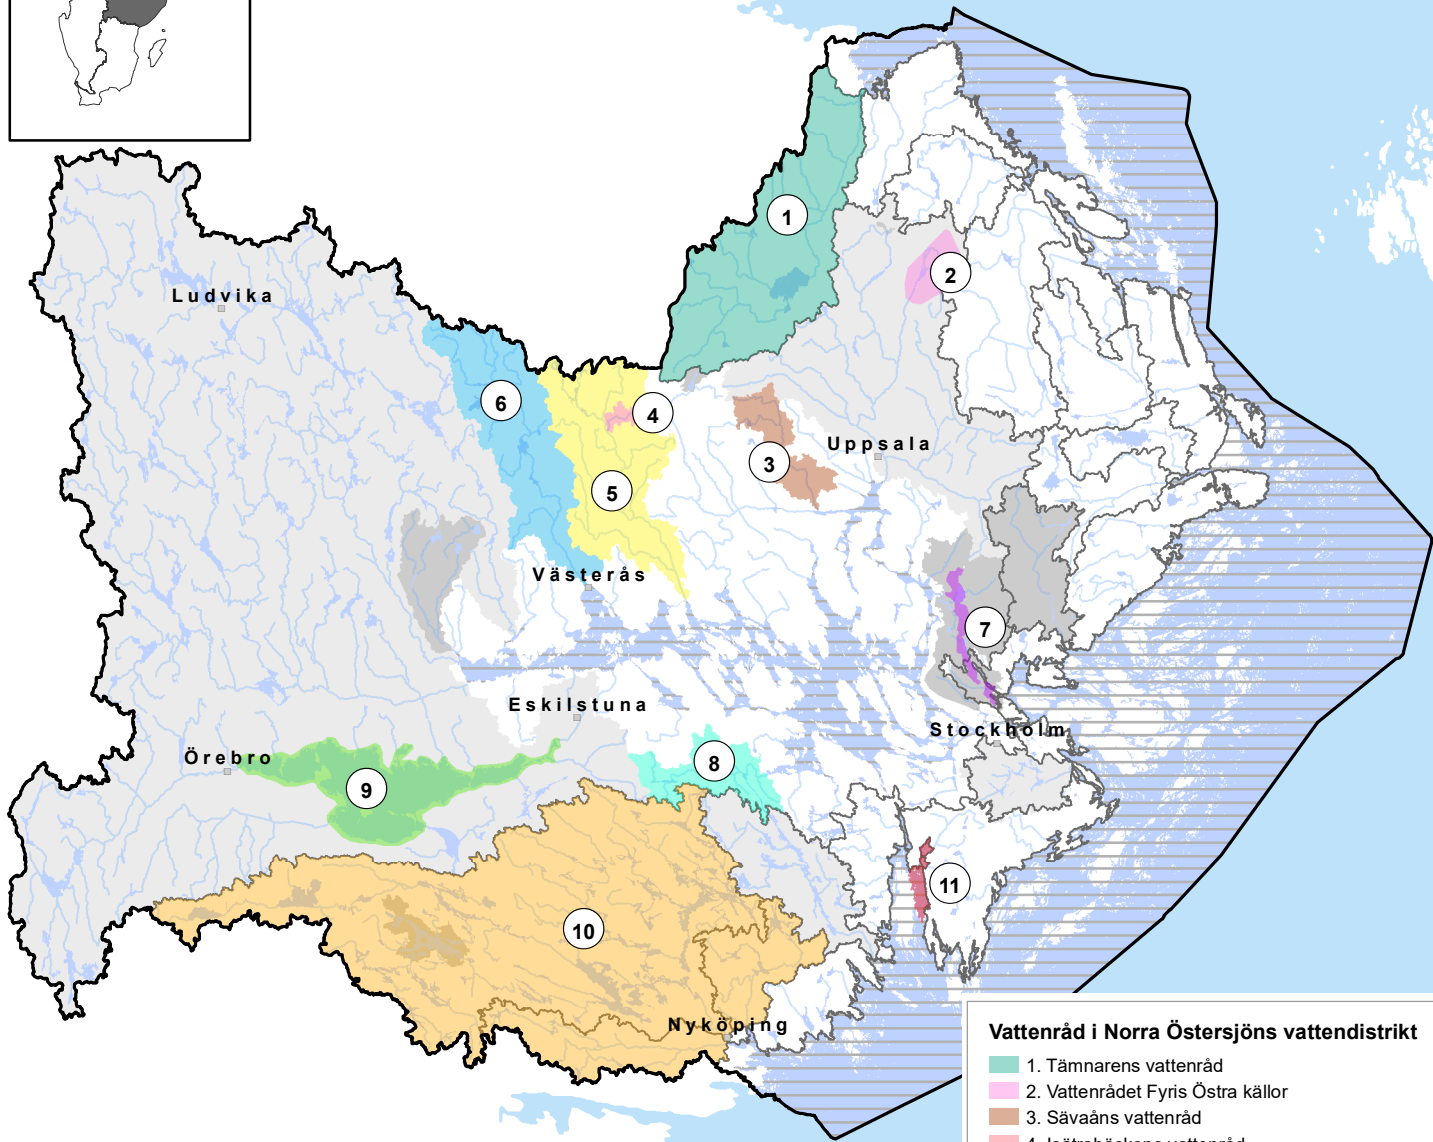 1
2
Ludvika
6
4
3
Uppsala
5
Västerås
7
Eskilstuna
Stockholm
Örebro
8
9
11
10
Nyköping
Vattenråd i Norra Östersjöns vattendistrikt
1. Tämnarens vattenråd
2. Vattenrådet Fyris Östra källor
3. Sävaåns vattenråd
vattenråd